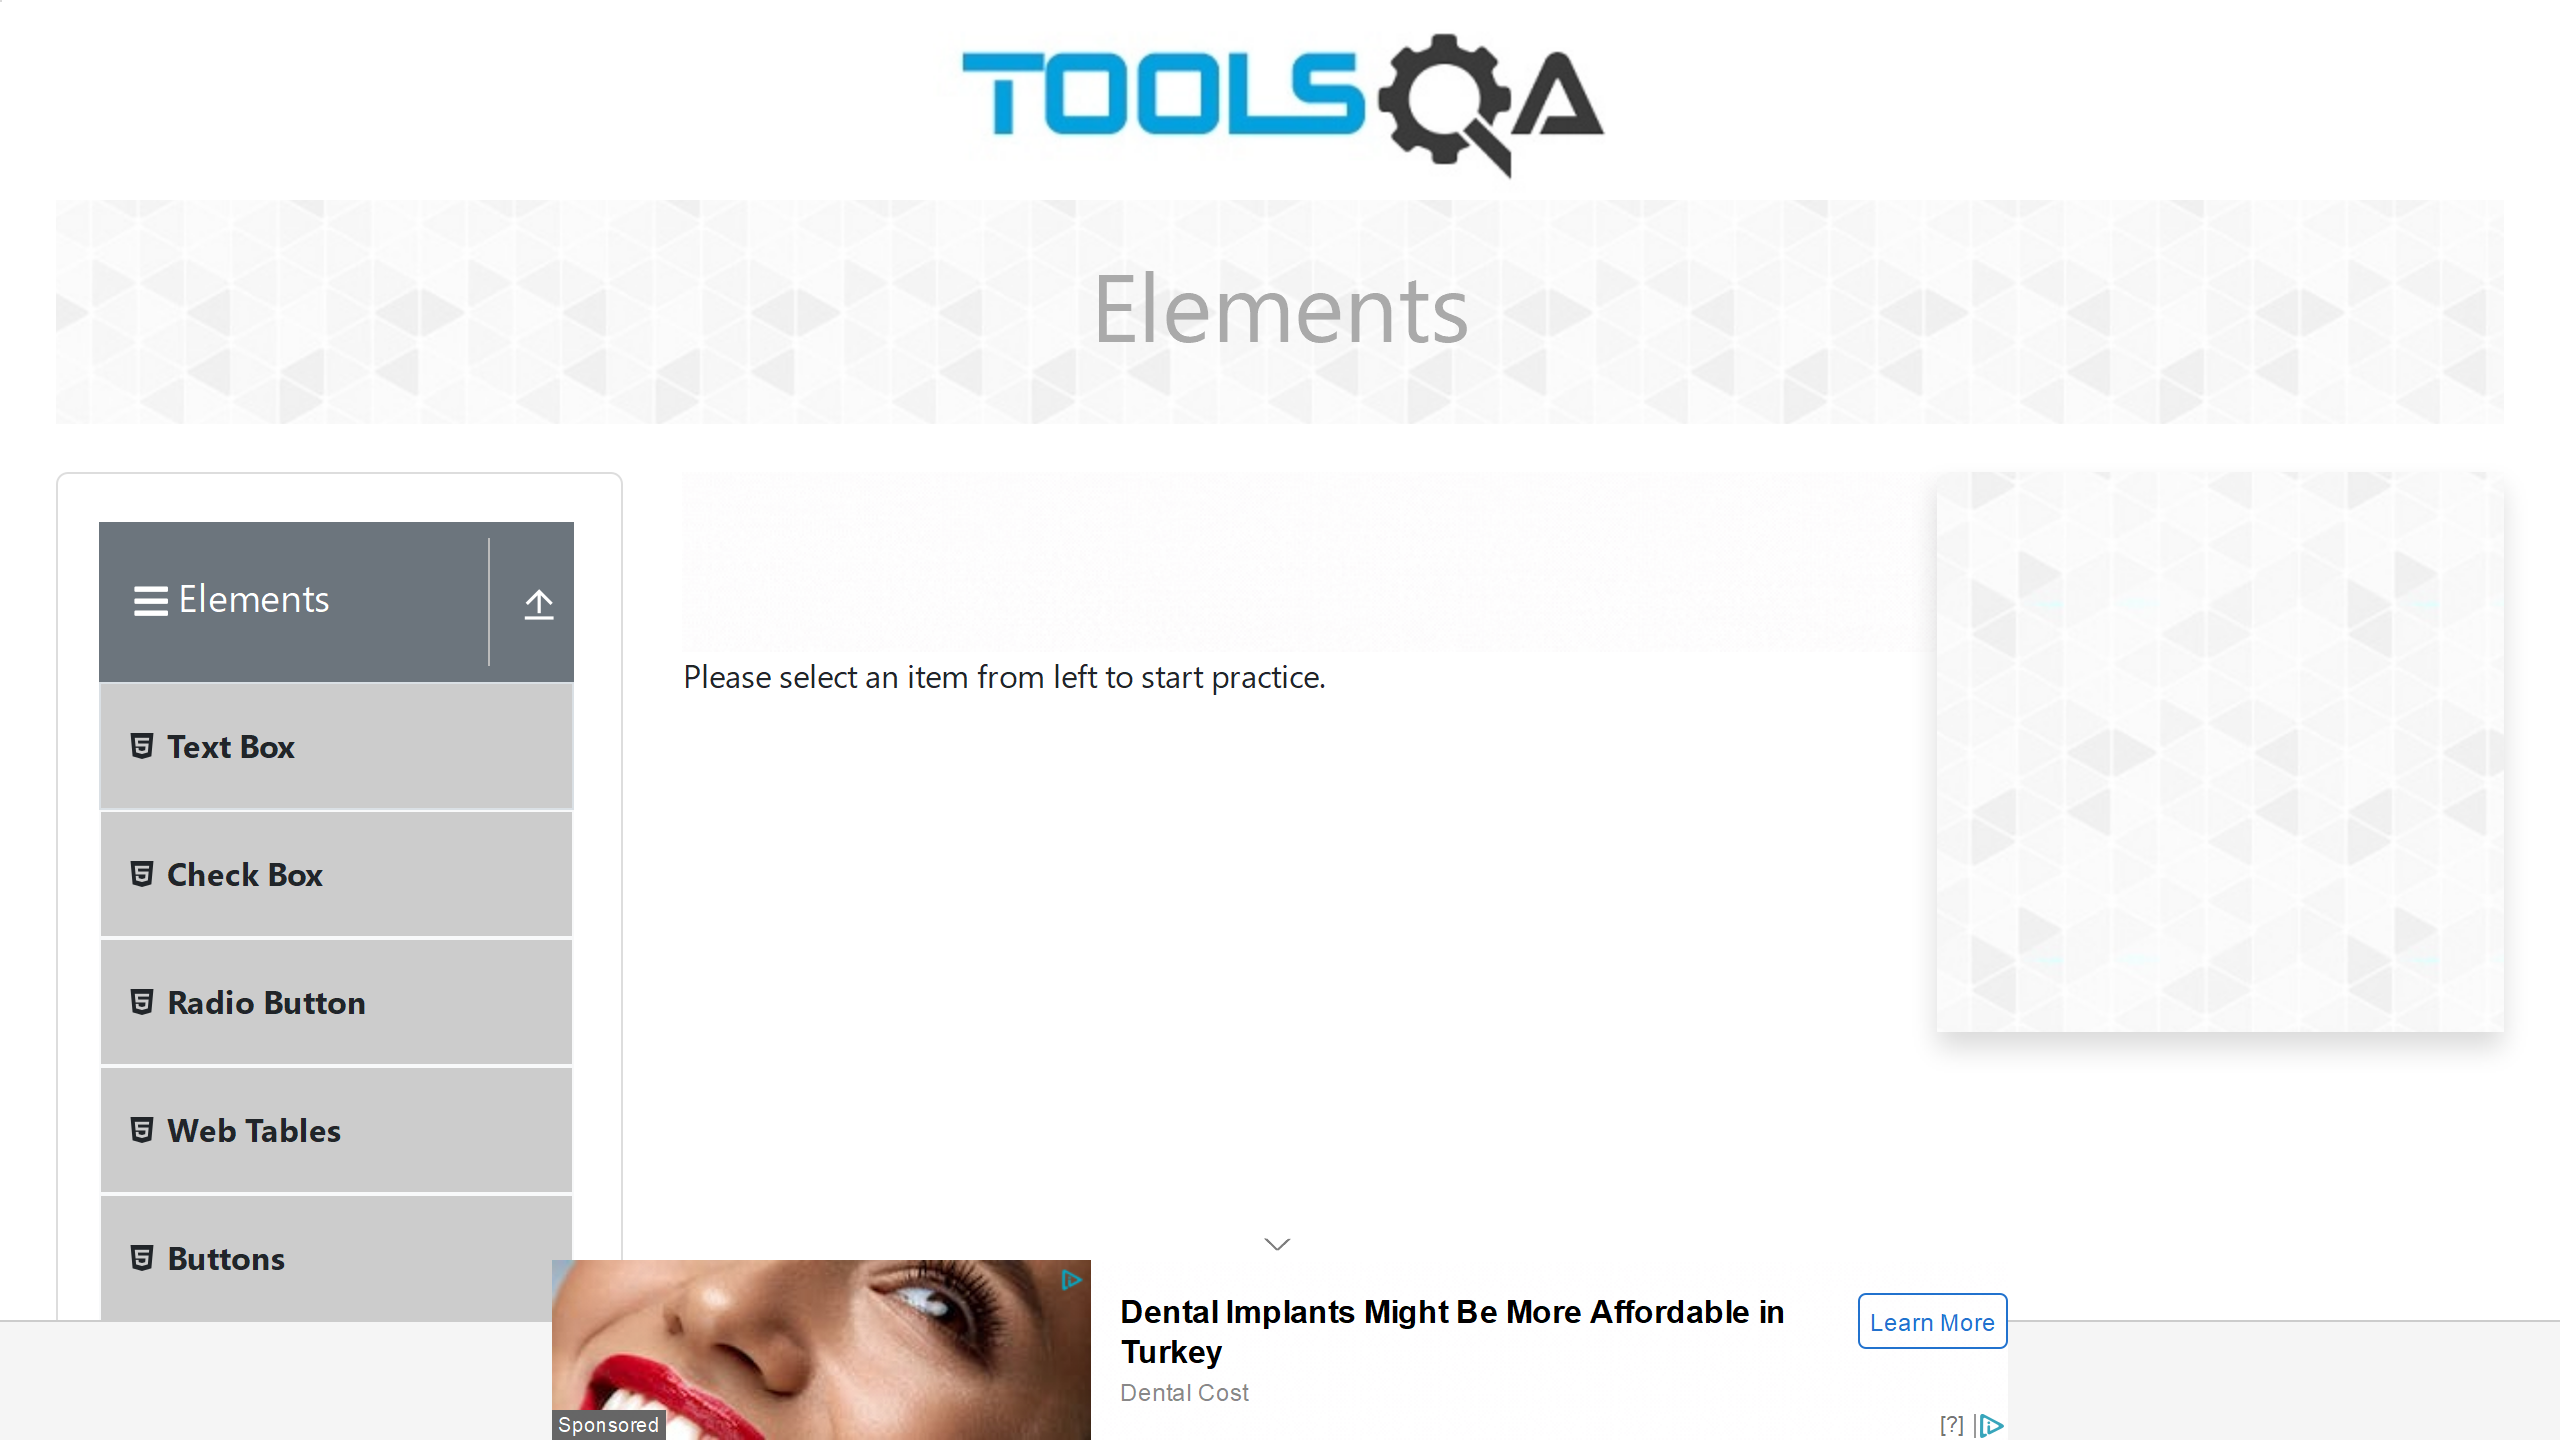 TOOLSQA
Elements
Elements
Text Box
Check Box
Radio Button
Web Tables
Buttons
Please select an item from left to start practice.
Sponsored
Dental Implants Might Be More Affordable in
Turkey
Dental Cost
Learn More
[?]